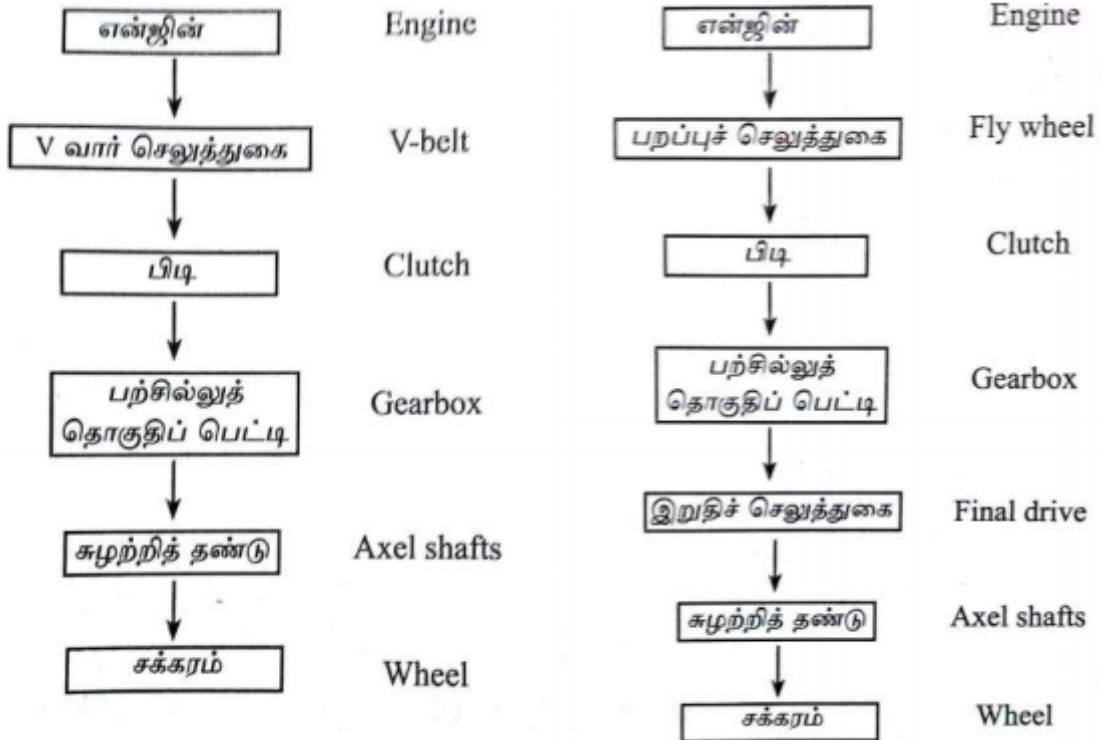 என்ஜின் Engine
V வார் செலுத்துகை V-belt
பிடி Clutch
பற்சில்லுத்
தொகுதிப் பெட்டி Gearbox
சுழற்றித் தண்டு Axel shafts
சக்கரம் Wheel
என்ஜின் Engine
பறப்புச் செலுத்துகை Fly wheel
பிடி Clutch
பற்சில்லுத்
தொகுதிப் பெட்டி Gearbox
இறுதிச் செலுத்துகை Final drive
சுழற்றித் தண்டு Axel shafts
சக்கரம் Wheel